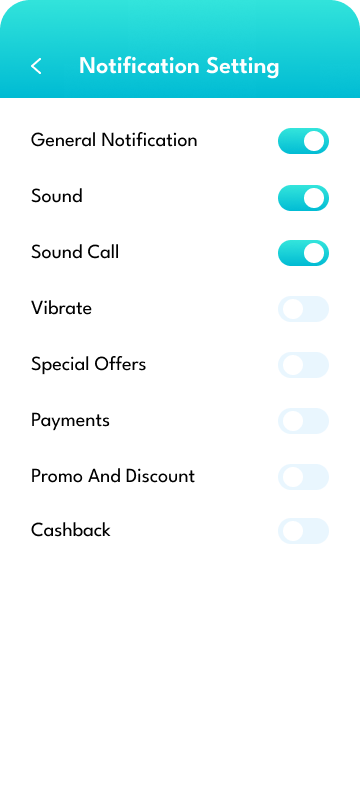 Notification Setting
General Notification
Sound
Sound Call
Vibrate
Special Offers
Payments
Promo And Discount
Cashback